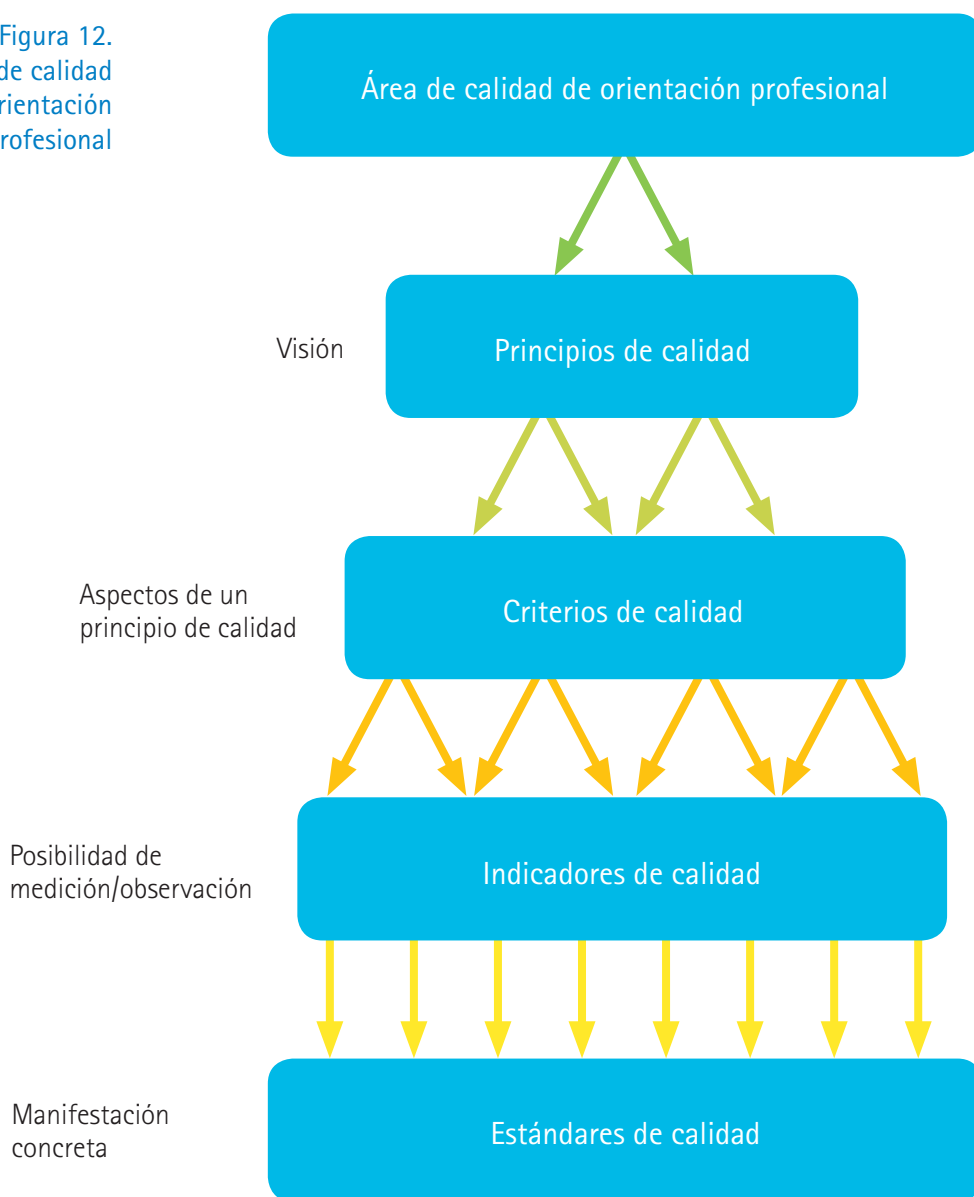 Figura 12.
de calidad
rientación
rofesional
Área de calidad de orientación profesional
Visión
Principios de calidad
Aspectos de un
principio de calidad
Criterios de calidad
Posibilidad de
medición/observación
Indicadores de calidad
Manifestación
concreta
Estándares de calidad